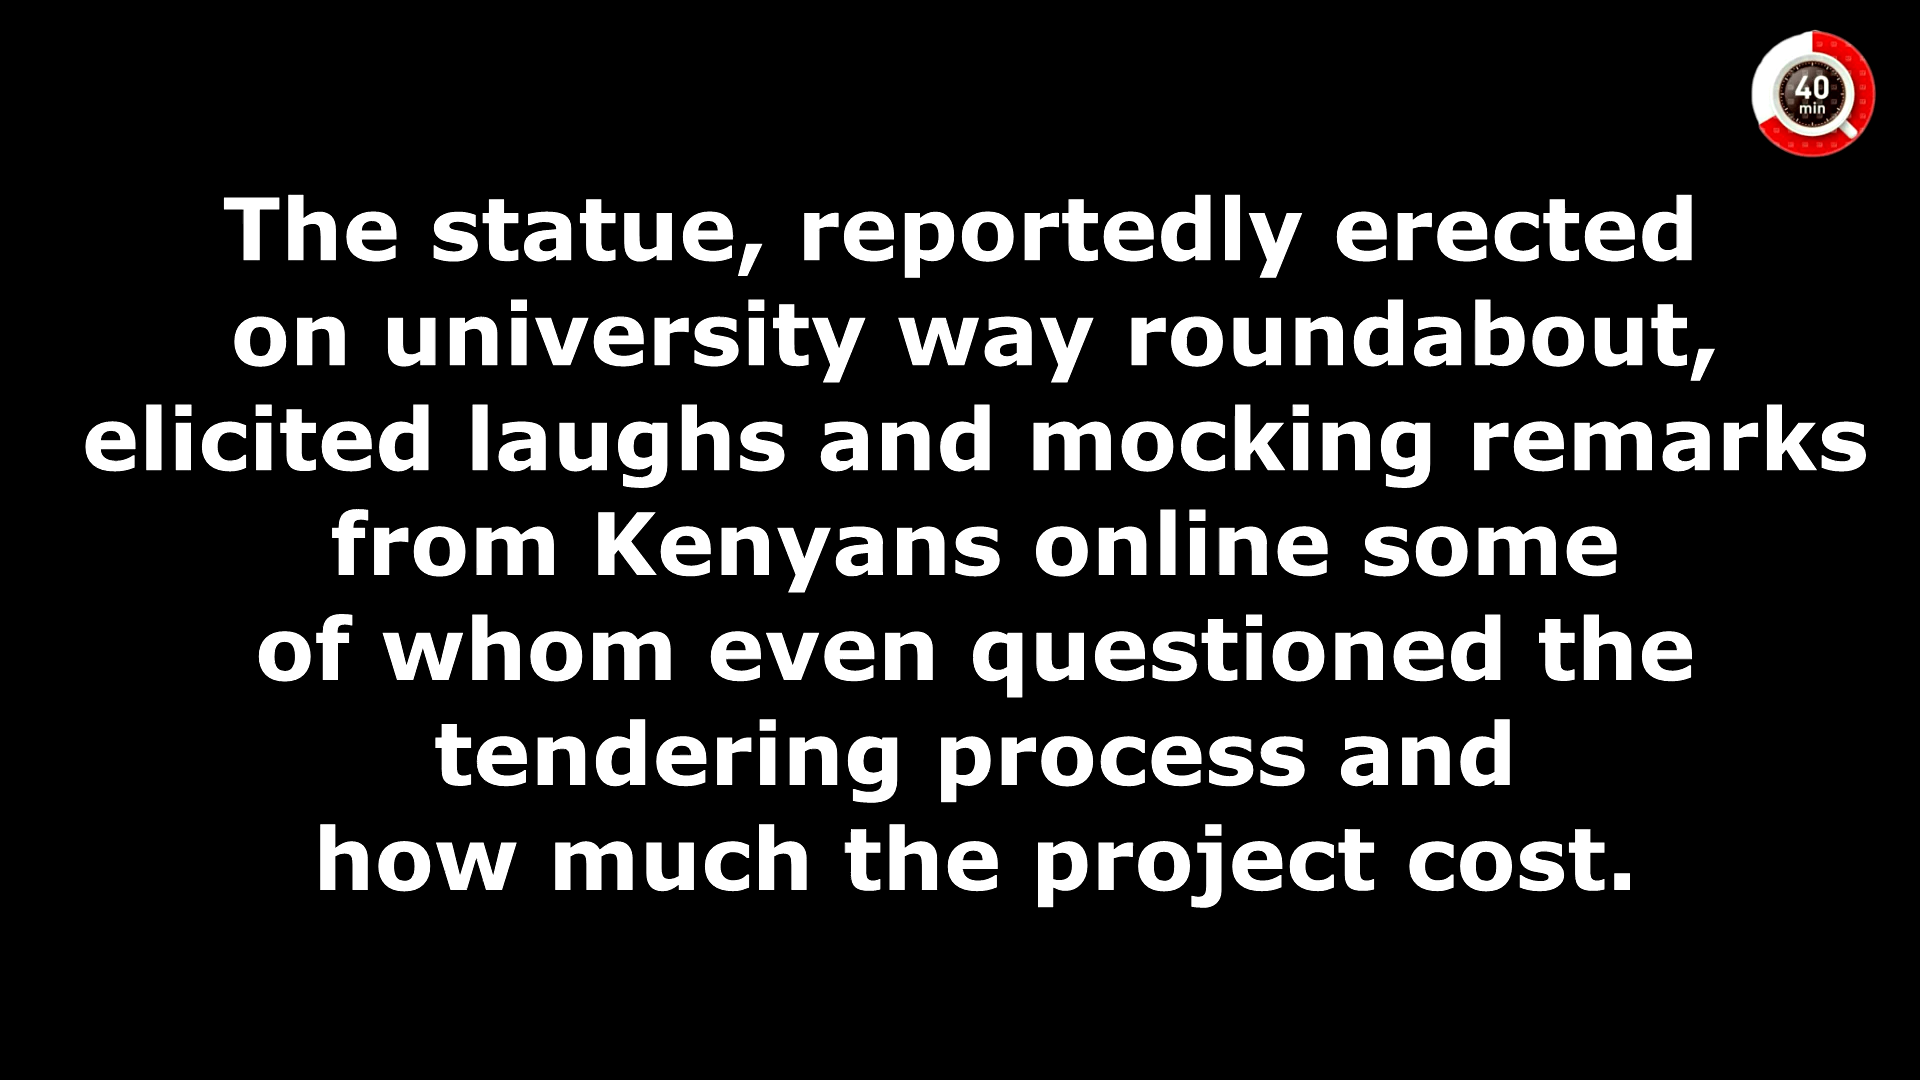 40
min
The statue, reportedly erected
on university way roundabout,
elicited laughs and mocking remarks
from Kenyans online some
of whom even questioned the
tendering process and
how much the project cost.